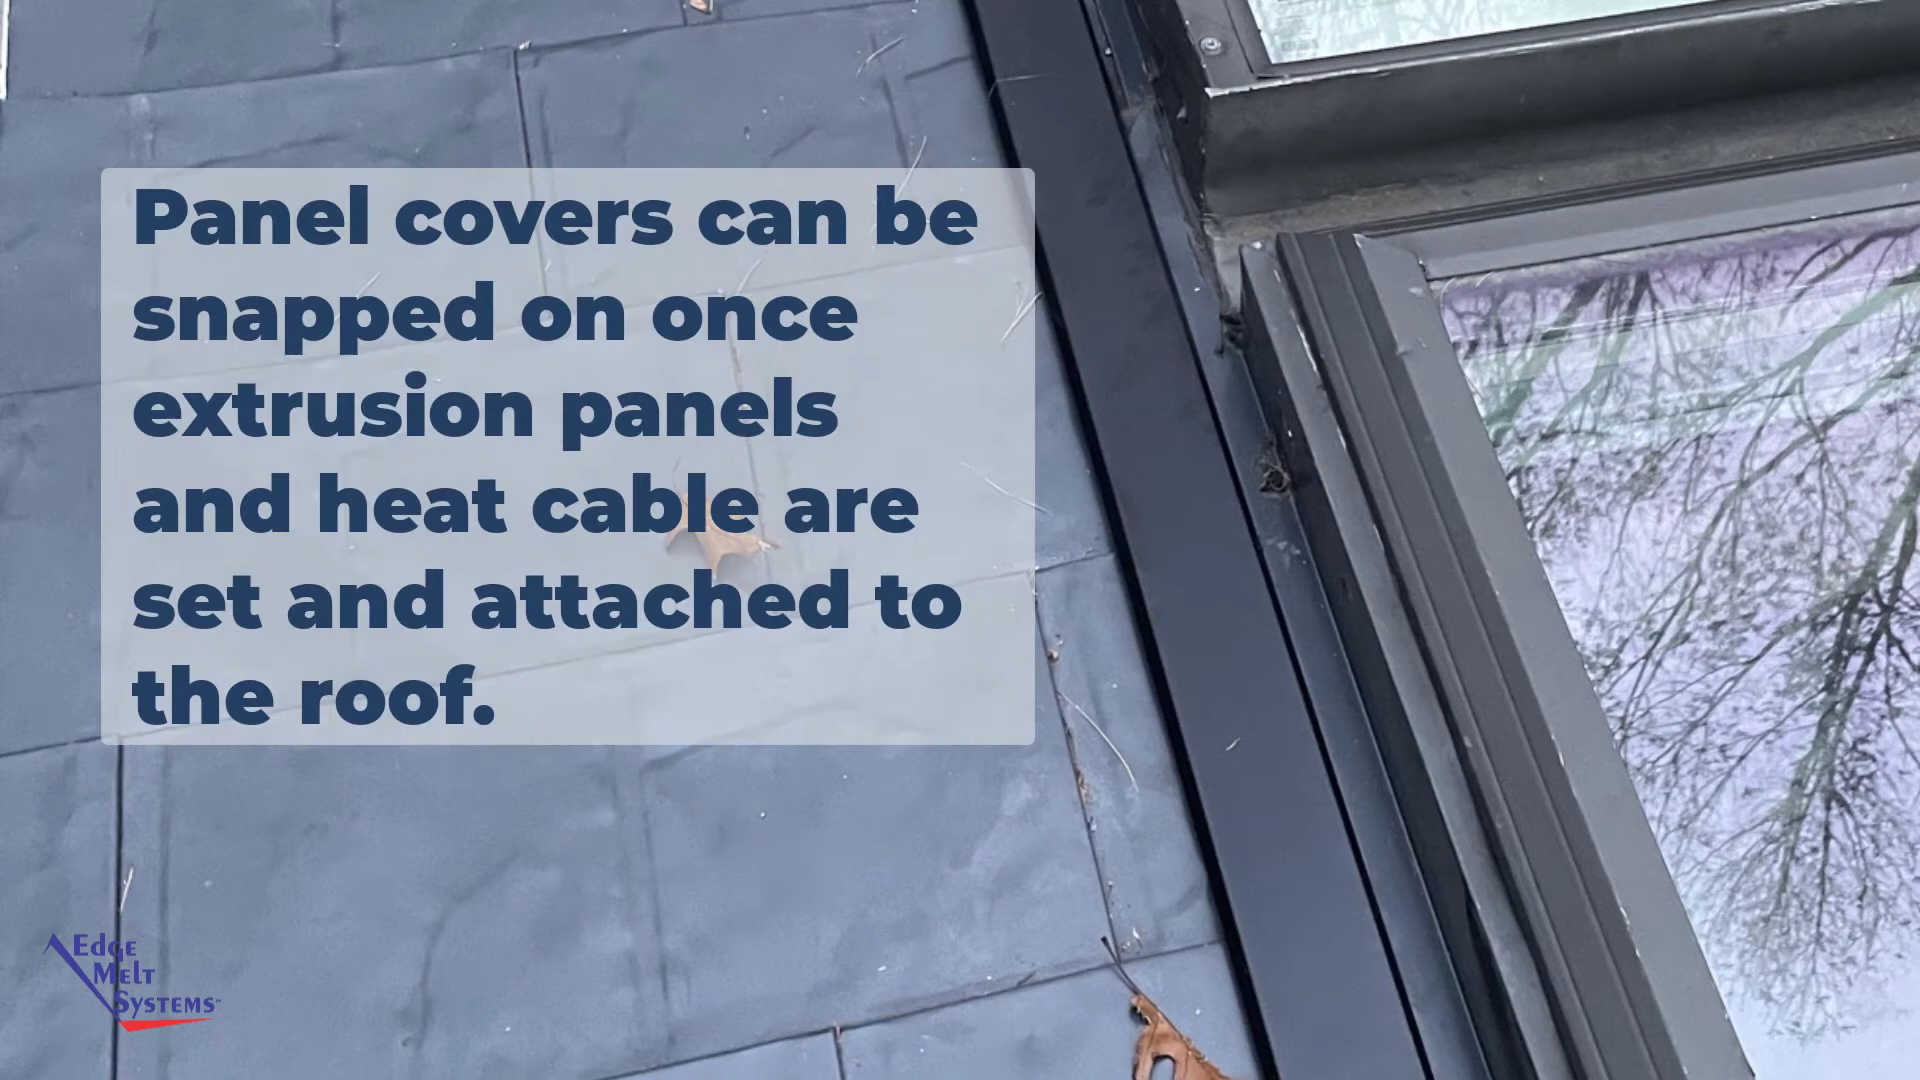 Panel covers can be
snapped on once
extrusion panels
and heat cable are
set and attached to
the roof.
Edge
Melt
Systems™